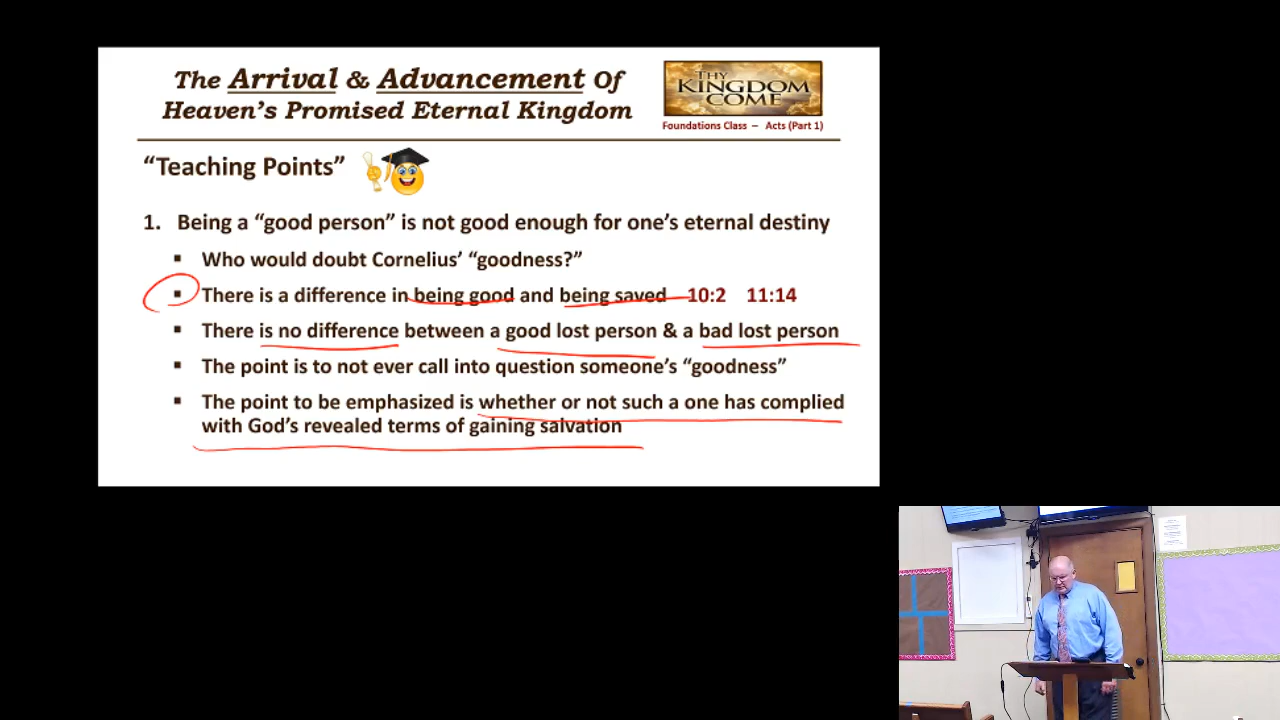 The Arrival & Advancement Of
Heaven's Promised Eternal Kingdom
THY
KINGDOM
COME
Foundations Class – Acts (Part 1)
“Teaching Points”
1. Being a “good person” is not good enough for one’s eternal destiny
▪ Who would doubt Cornelius’ “goodness?”
▪ There is a difference in being good and being saved 10:2 11:14
▪ There is no difference between a good lost person & a bad lost person
▪ The point is to not ever call into question someone’s “goodness”
▪ The point to be emphasized is whether or not such a one has complied
with God’s revealed terms of gaining salvation